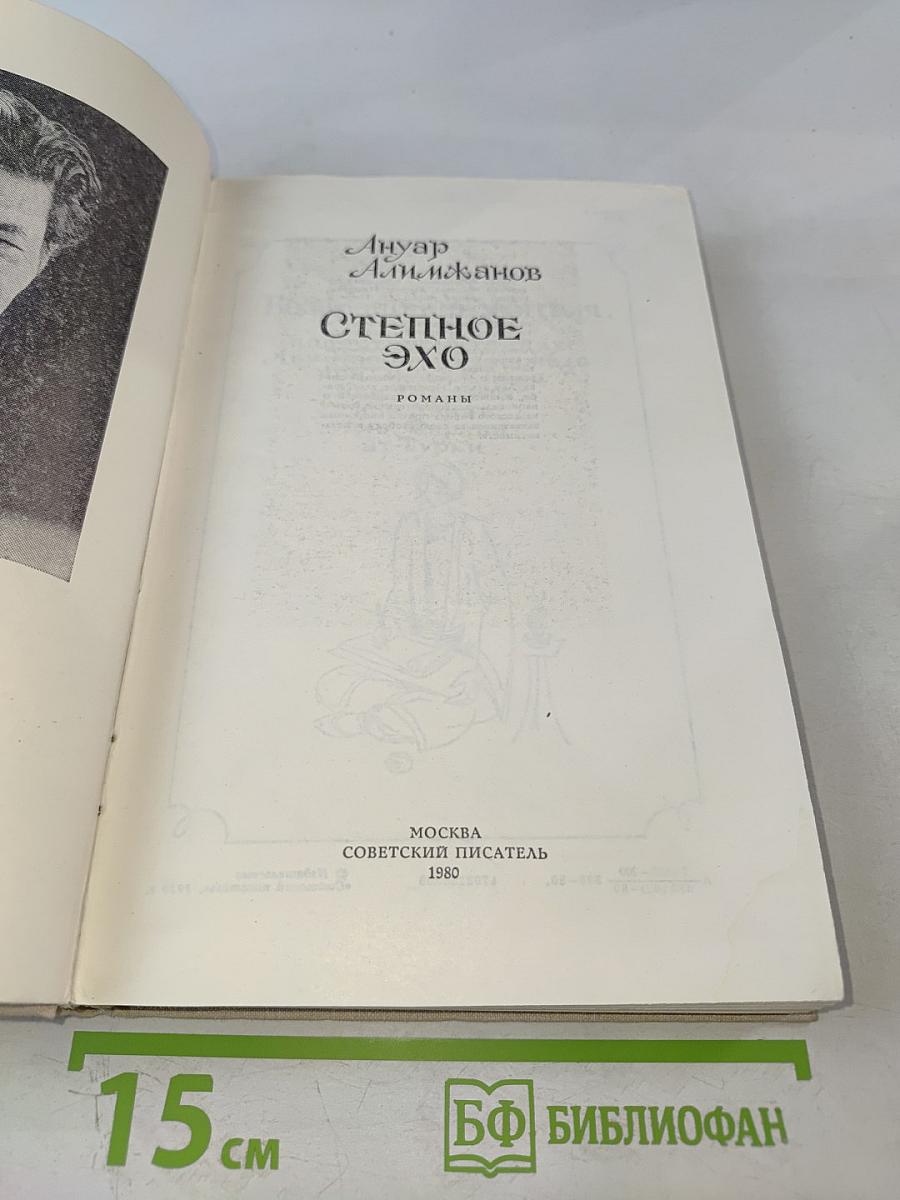 Ануар
Алимжанов
СТЕПНОЕ
ЭХО
РОМАНЫ
МОСКВА
СОВЕТСКИЙ ПИСАТЕЛЬ
1980
15 см
БФ БИБЛИОФАН